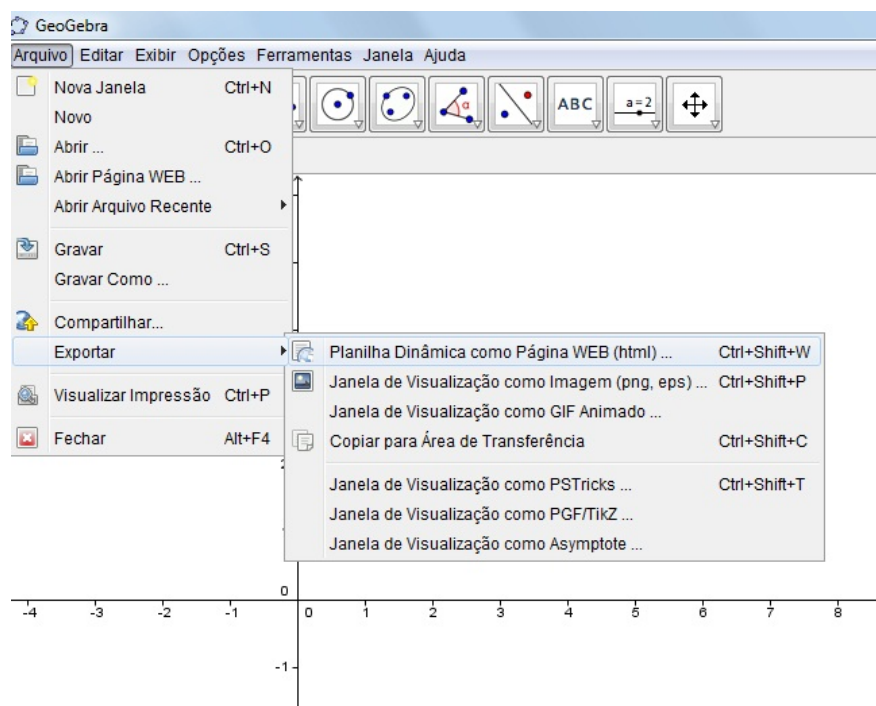 GeoGebra
Arquivo Editar Exibir Opções Ferramentas Janela Ajuda
Nova Janela Ctrl+N
Novo
Abrir ... Ctrl+O
Abrir Página WEB ...
Abrir Arquivo Recente
Gravar Ctrl+S
Gravar Como ...
Compartilhar...
Exportar
Visualizar Impressão Ctrl+P
Fechar Alt+F4
α
ABC
a=2
Planilha Dinâmica como Página WEB (html) ... Ctrl+Shift+W
Janela de Visualização como Imagem (png, eps) ... Ctrl+Shift+P
Janela de Visualização como GIF Animado ...
Copiar para Área de Transferência Ctrl+Shift+C
Janela de Visualização como PSTricks ... Ctrl+Shift+T
Janela de Visualização como PGF/TikZ ...
Janela de Visualização como Asymptote ...
2
0
-4 -3 -2 -1 0 1 2 3 4 5 6 7 8
-1